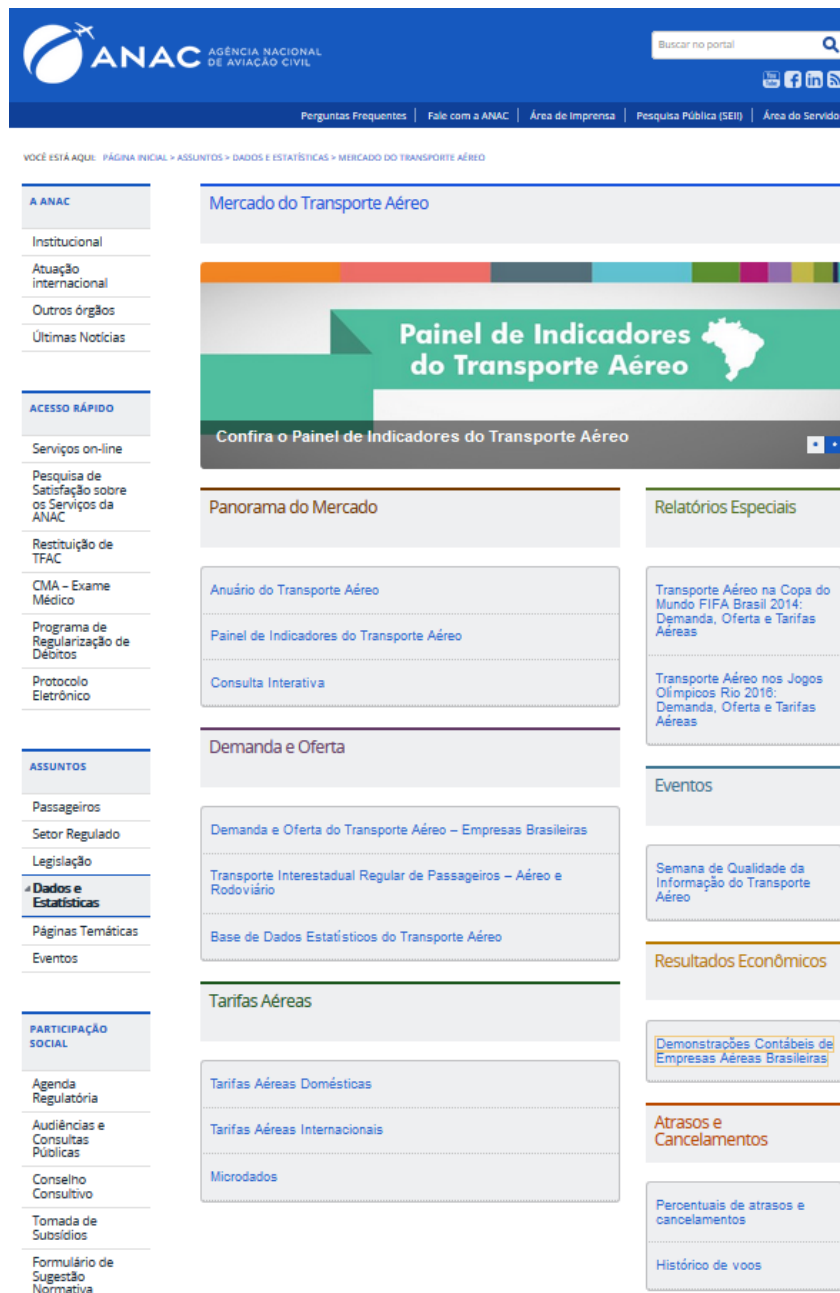 ANAC AGÊNCIA NACIONAL
DE AVIAÇÃO CIVIL
Buscar no portal
You
Tube
Perguntas Frequentes | Fale com a ANAC | Área de Imprensa | Pesquisa Pública (SEI!) | Área do Servido
VOCÊ ESTÁ AQUI: PÁGINA INICIAL > ASSUNTOS > DADOS E ESTATÍSTICAS > MERCADO DO TRANSPORTE AÉREO
A ANAC
Institucional
Atuação
internacional
Outros órgãos
Últimas Notícias
ACESSO RÁPIDO
Serviços on-line
Pesquisa de
Satisfação sobre
os Serviços da
ANAC
Restituição de
TFAC
CMA – Exame
Médico
Programa de
Regularização de
Débitos
Protocolo
Eletrônico
ASSUNTOS
Passageiros
Setor Regulado
Legislação
Dados e
Estatísticas
Páginas Temáticas
Eventos
PARTICIPAÇÃO
SOCIAL
Agenda
Regulatória
Audiências e
Consultas
Públicas
Conselho
Consultivo
Tomada de
Subsídios
Formulário de
Sugestão
Normativa
Mercado do Transporte Aéreo
Painel de Indicadores
do Transporte Aéreo
Confira o Painel de Indicadores do Transporte Aéreo
Panorama do Mercado
Anuário do Transporte Aéreo
Painel de Indicadores do Transporte Aéreo
Consulta Interativa
Demanda e Oferta
Demanda e Oferta do Transporte Aéreo – Empresas Brasileiras
Transporte Interestadual Regular de Passageiros – Aéreo e
Rodoviário
Base de Dados Estatísticos do Transporte Aéreo
Tarifas Aéreas
Tarifas Aéreas Domésticas
Tarifas Aéreas Internacionais
Microdados
Relatórios Especiais
Transporte Aéreo na Copa do
Mundo FIFA Brasil 2014:
Demanda, Oferta e Tarifas
Aéreas
Transporte Aéreo nos Jogos
Olímpicos Rio 2016:
Demanda, Oferta e Tarifas
Aéreas
Eventos
Semana de Qualidade da
Informação do Transporte
Aéreo
Resultados Econômicos
Demonstrações Contábeis de
Empresas Aéreas Brasileiras
Atrasos e
Cancelamentos
Percentuais de atrasos e
cancelamentos
Histórico de voos